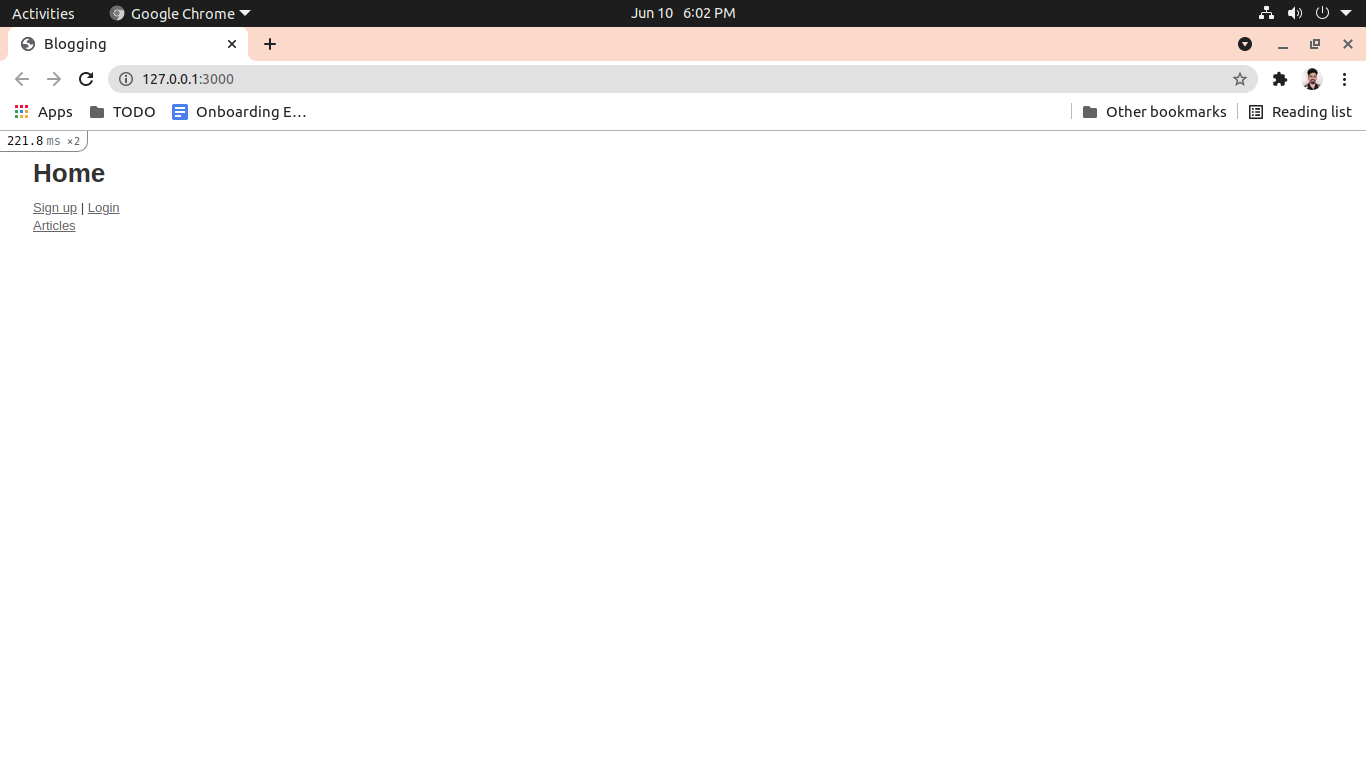 Activities Google Chrome Jun 10 6:02 PM
Blogging
127.0.0.1:3000
Apps TODO Onboarding E… Other bookmarks Reading list
221.8 ms ×2
Home
Sign up | Login
Articles